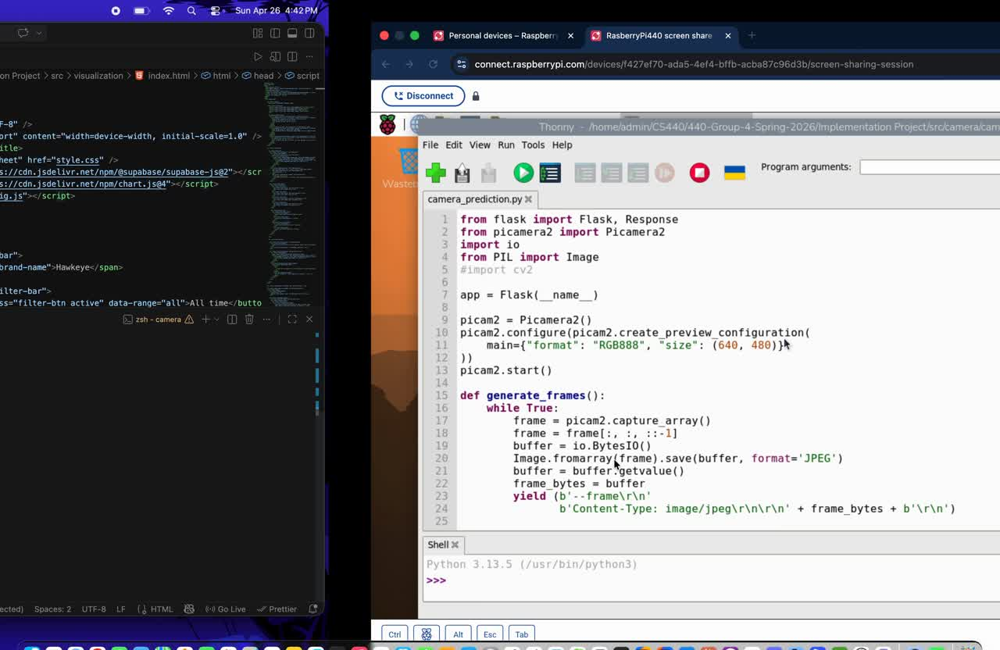 Sun Apr 26 4:42 PM
on Project > src > visualization > index.html > html > head > script
F-8" />
ort" content="width=device-width, initial-scale=1.0" />
itle>
heet" href="style.css" />
s://cdn.jsdelivr.net/npm/@supabase/supabase-js@2"></scr
s://cdn.jsdelivr.net/npm/chart.js@4"></script>
ig.js"></script>
bar">
brand-name">Hawkeye</span>
ilter-bar">
ss="filter-btn active" data-range="all">All time</butto
zsh - camera
ected) Spaces: 2 UTF-8 LF {} HTML Go Live Prettier
Personal devices – Raspberr
RasberryPi440 screen share
connect.raspberrypi.com/devices/f427ef70-ada5-4ef4-bffb-acba87c96d3b/screen-sharing-session
Disconnect
Thonny - /home/admin/CS440/440-Group-4-Spring-2026/Implementation Project/src/camera/cam
Waste
File Edit View Run Tools Help
Program arguments:
camera_prediction.py
1 from flask import Flask, Response
2 from picamera2 import Picamera2
3 import io
4 from PIL import Image
5 #import cv2
6
7 app = Flask(__name__)
8
9 picam2 = Picamera2()
10 picam2.configure(picam2.create_preview_configuration(
11 main={"format": "RGB888", "size": (640, 480)}
12 ))
13 picam2.start()
14
15 def generate_frames():
16 while True:
17 frame = picam2.capture_array()
18 frame = frame[:, :, ::-1]
19 buffer = io.BytesIO()
20 Image.fromarray(frame).save(buffer, format='JPEG')
21 buffer = buffer.getvalue()
22 frame_bytes = buffer
23 yield (b'--frame\r\n'
24 b'Content-Type: image/jpeg\r\n\r\n' + frame_bytes + b'\r\n')
25
Shell
Python 3.13.5 (/usr/bin/python3)
>>>
Ctrl Alt Esc Tab